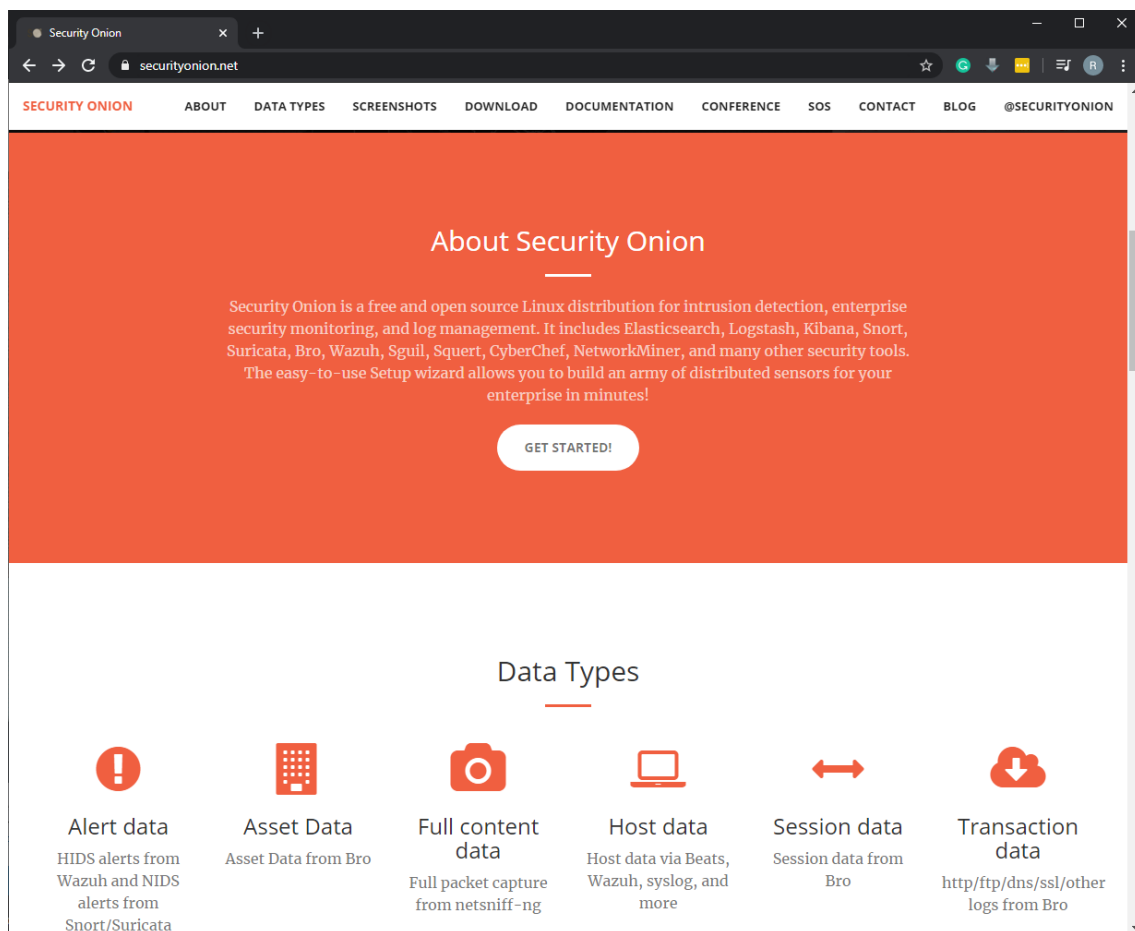 Security Onion
securityonion.net
R
SECURITY ONION ABOUT DATA TYPES SCREENSHOTS DOWNLOAD DOCUMENTATION CONFERENCE SOS CONTACT BLOG @SECURITYONION
About Security Onion
Security Onion is a free and open source Linux distribution for intrusion detection, enterprise
security monitoring, and log management. It includes Elasticsearch, Logstash, Kibana, Snort,
Suricata, Bro, Wazuh, Sguil, Squert, CyberChef, NetworkMiner, and many other security tools.
The easy-to-use Setup wizard allows you to build an army of distributed sensors for your
enterprise in minutes!
GET STARTED!
Data Types
Alert data
HIDS alerts from
Wazuh and NIDS
alerts from
Snort/Suricata
Asset Data
Asset Data from Bro
Full content
data
Full packet capture
from netsniff-ng
Host data
Host data via Beats,
Wazuh, syslog, and
more
Session data
Session data from
Bro
Transaction
data
http/ftp/dns/ssl/other
logs from Bro